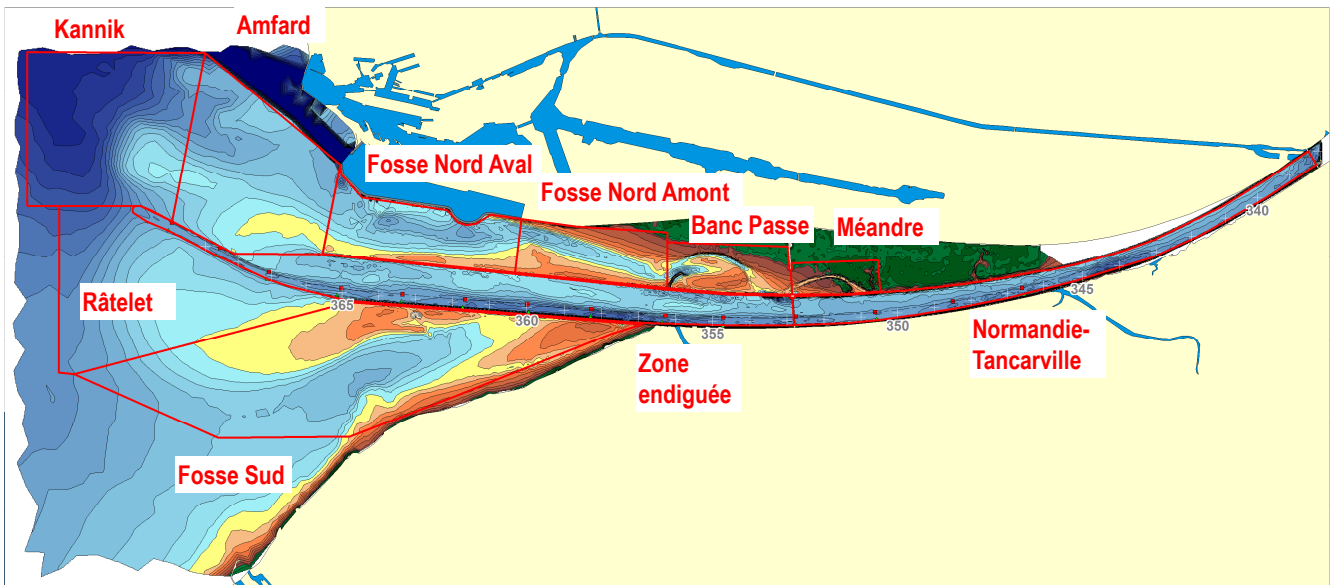 Kannik
Amfard
Fosse Nord Aval
Fosse Nord Amont
Banc Passe
Méandre
340
Râtelet
365
360
355
350
345
Normandie-
Tancarville
Zone
endiguée
Fosse Sud